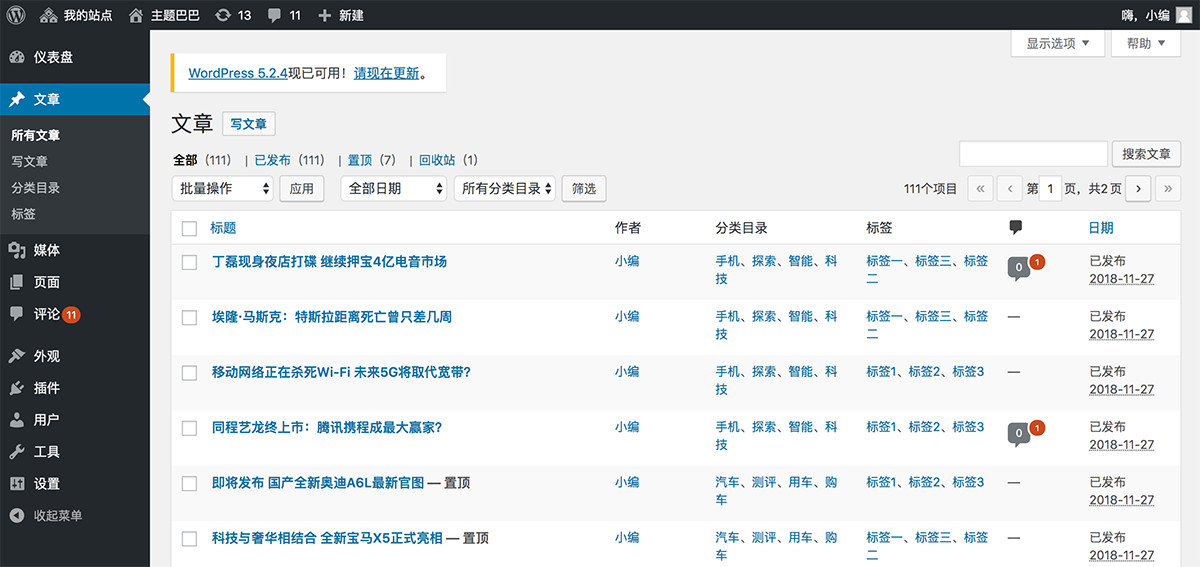 我的站点 主题巴巴 13 11 新建 嗨，小编
显示选项 帮助
仪表盘
文章
所有文章
写文章
分类目录
标签
媒体
页面
评论 11
外观
插件
用户
工具
设置
收起菜单
WordPress 5.2.4现已可用！请现在更新。
文章 写文章
全部 (111) | 已发布 (111) | 置顶 (7) | 回收站 (1)
搜索文章
批量操作 应用 全部日期 所有分类目录 筛选 111个项目 « ‹ 第 1 页，共2页 › »
标题 作者 分类目录 标签 日期
丁磊现身夜店打碟 继续押宝4亿电音市场 小编 手机、探索、智能、科 标签一、标签三、标签 0 1 已发布
技 二 2018-11-27
埃隆·马斯克：特斯拉距离死亡曾只差几周 小编 手机、探索、智能、科 标签一、标签三、标签 — 已发布
技 二 2018-11-27
移动网络正在杀死Wi-Fi 未来5G将取代宽带? 小编 手机、探索、智能、科 标签1、标签2、标签3 — 已发布
技 2018-11-27
同程艺龙终上市：腾讯携程成最大赢家? 小编 手机、探索、智能、科 标签1、标签2、标签3 0 1 已发布
技 2018-11-27
即将发布 国产全新奥迪A6L最新官图 — 置顶 小编 汽车、测评、用车、购 标签1、标签2、标签3 — 已发布
车 2018-11-27
科技与奢华相结合 全新宝马X5正式亮相 — 置顶 小编 汽车、测评、用车、购 标签一、标签三、标签 — 已发布
车 二 2018-11-27